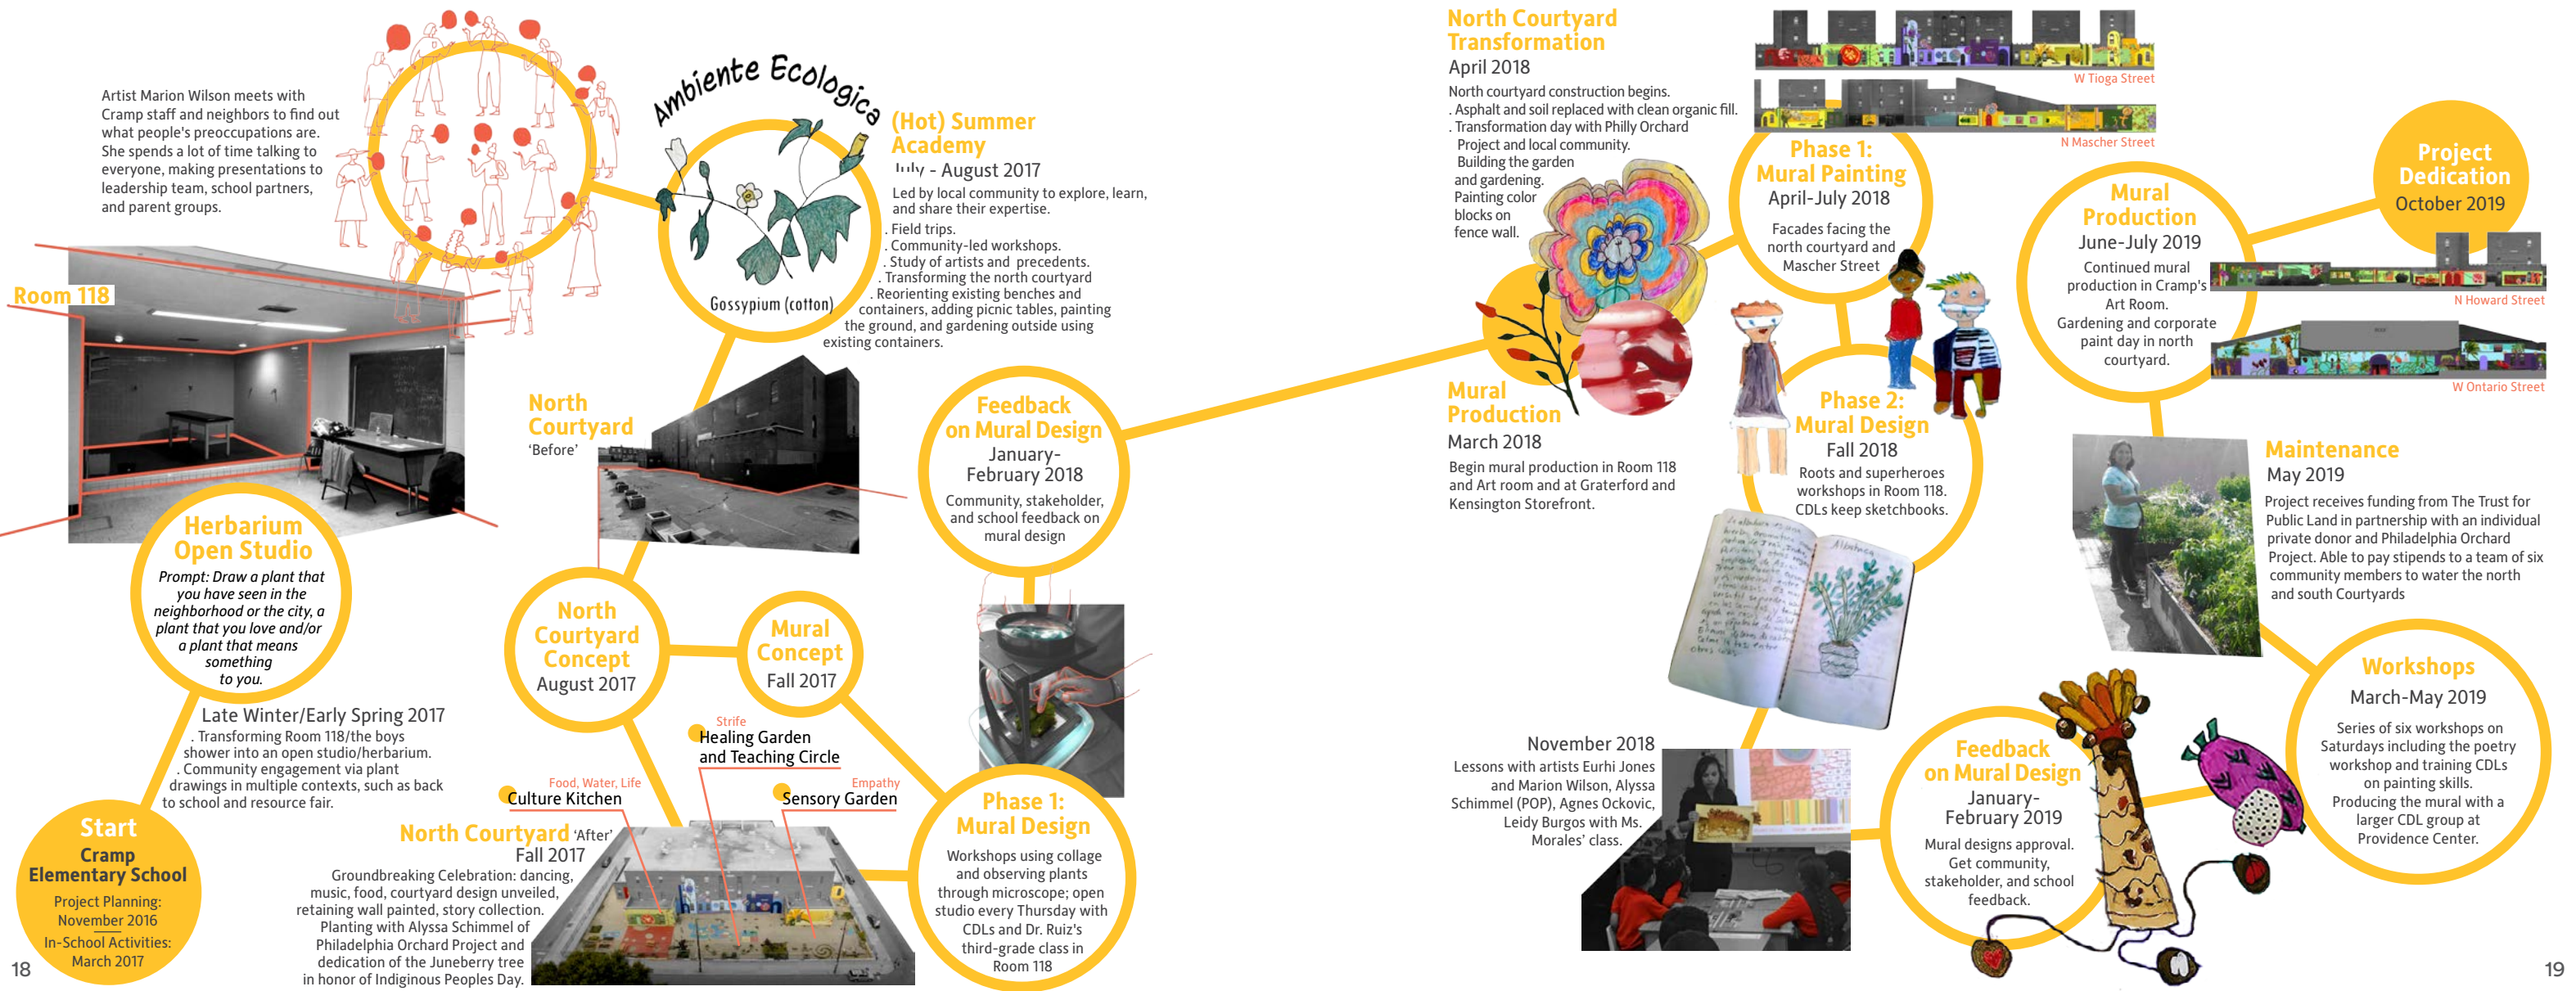 Artist Marion Wilson meets with
Cramp staff and neighbors to find out
what people's preoccupations are.
She spends a lot of time talking to
everyone, making presentations to
leadership team, school partners,
and parent groups.
Room 118
Herbarium
Open Studio
Prompt: Draw a plant that
you have seen in the
neighborhood or the city, a
plant that you love and/or
a plant that means
something
to you.
Late Winter/Early Spring 2017
. Transforming Room 118/the boys
shower into an open studio/herbarium.
. Community engagement via plant
drawings in multiple contexts, such as back
to school and resource fair.
Start
Cramp
Elementary School
Project Planning:
November 2016
In-School Activities:
March 2017
18
Ambiente Ecologica
Gossypium (cotton)
(Hot) Summer
Academy
July - August 2017
Led by local community to explore, learn,
and share their expertise.
. Field trips.
. Community-led workshops.
. Study of artists and precedents.
. Transforming the north courtyard
. Reorienting existing benches and
containers, adding picnic tables, painting
the ground, and gardening outside using
existing containers.
North
Courtyard
'Before'
North
Courtyard
Concept
August 2017
Mural
Concept
Fall 2017
Strife
Healing Garden
and Teaching Circle
Food, Water, Life
Culture Kitchen
Empathy
Sensory Garden
North Courtyard 'After'
Fall 2017
Groundbreaking Celebration: dancing,
music, food, courtyard design unveiled,
retaining wall painted, story collection.
Planting with Alyssa Schimmel of
Philadelphia Orchard Project and
dedication of the Juneberry tree
in honor of Indiginous Peoples Day.
Feedback
on Mural Design
January-
February 2018
Community, stakeholder,
and school feedback on
mural design
Phase 1:
Mural Design
Workshops using collage
and observing plants
through microscope; open
studio every Thursday with
CDLs and Dr. Ruiz's
third-grade class in
Room 118
North Courtyard
Transformation
April 2018
North courtyard construction begins.
. Asphalt and soil replaced with clean organic fill.
. Transformation day with Philly Orchard
Project and local community.
Building the garden
and gardening.
Painting color
blocks on
fence wall.
Mural
Production
March 2018
Begin mural production in Room 118
and Art room and at Graterford and
Kensington Storefront.
W Tioga Street
N Mascher Street
Phase 1:
Mural Painting
April-July 2018
Facades facing the
north courtyard and
Mascher Street
Phase 2:
Mural Design
Fall 2018
Roots and superheroes
workshops in Room 118.
CDLs keep sketchbooks.
Albahaca
November 2018
Lessons with artists Eurhi Jones
and Marion Wilson, Alyssa
Schimmel (POP), Agnes Ockovic,
Leidy Burgos with Ms.
Morales' class.
Feedback
on Mural Design
January-
February 2019
Mural designs approval.
Get community,
stakeholder, and school
feedback.
Workshops
March-May 2019
Series of six workshops on
Saturdays including the poetry
workshop and training CDLs
on painting skills.
Producing the mural with a
larger CDL group at
Providence Center.
Maintenance
May 2019
Project receives funding from The Trust for
Public Land in partnership with an individual
private donor and Philadelphia Orchard
Project. Able to pay stipends to a team of six
community members to water the north
and south Courtyards
Mural
Production
June-July 2019
Continued mural
production in Cramp's
Art Room.
Gardening and corporate
paint day in north
courtyard.
N Howard Street
W Ontario Street
Project
Dedication
October 2019
19